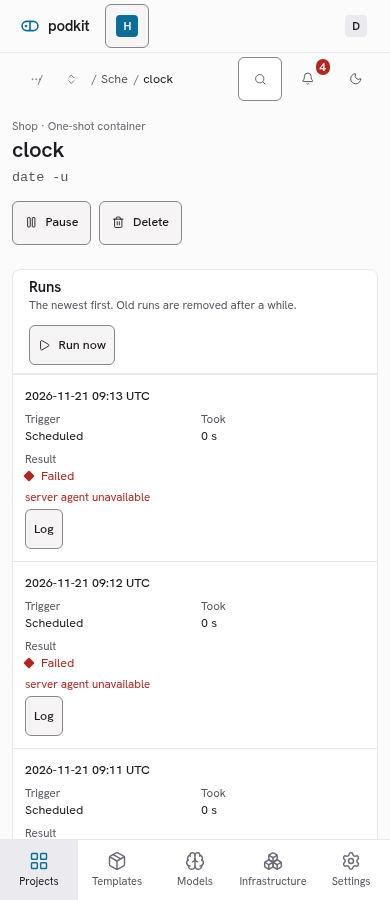 podkit
H
D
··/
/ Sche / clock
4
Shop · One-shot container
clock
date -u
Pause
Delete
Runs
The newest first. Old runs are removed after a while.
Run now
2026-11-21 09:13 UTC
Trigger
Took
Scheduled
0 s
Result
Failed
server agent unavailable
Log
2026-11-21 09:12 UTC
Trigger
Took
Scheduled
0 s
Result
Failed
server agent unavailable
Log
2026-11-21 09:11 UTC
Trigger
Took
Scheduled
0 s
Result
Projects
Templates
Models
Infrastructure
Settings